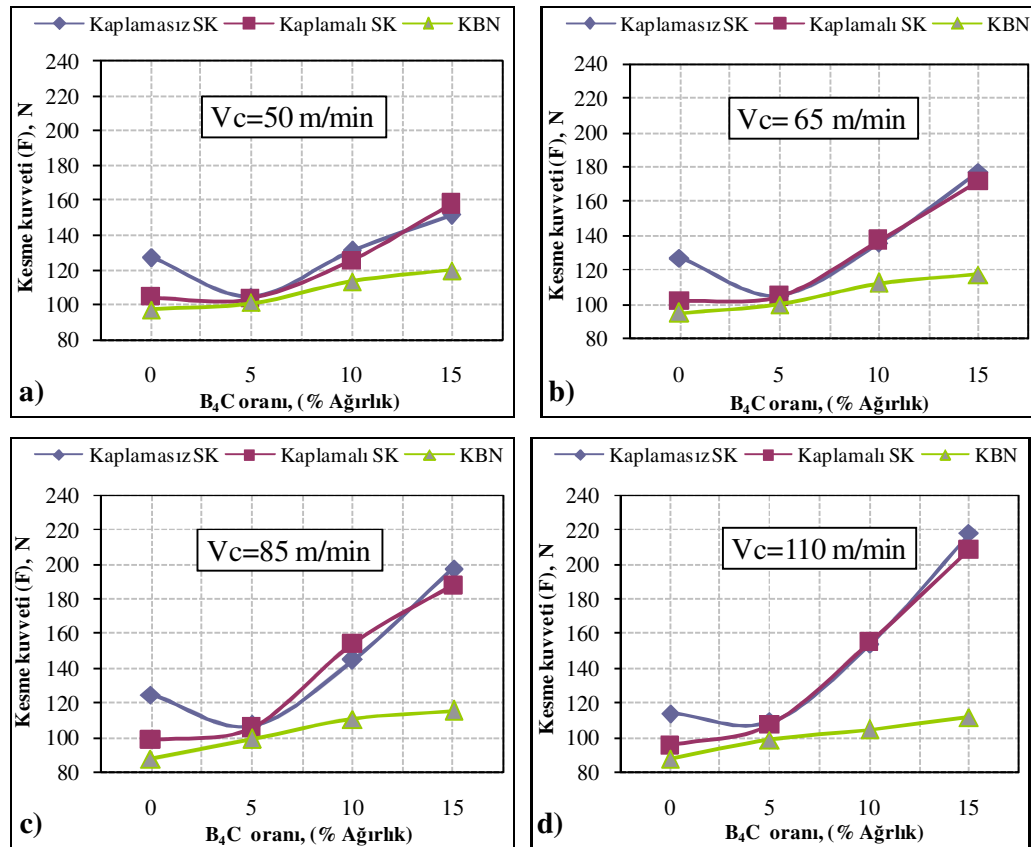 Kaplamasız SK Kaplamalı SK KBN
240
220
200
180
160
140
120
100
80
Kesme kuvveti (F), N
Vc=50 m/min
0 5 10 15
B₄C oranı, (% Ağırlık)
a)
Kaplamasız SK Kaplamalı SK KBN
240
220
200
180
160
140
120
100
80
Kesme kuvveti (F), N
Vc= 65 m/min
0 5 10 15
B₄C oranı, (% Ağırlık)
b)
Kaplamasız SK Kaplamalı SK KBN
240
220
200
180
160
140
120
100
80
Kesme kuvveti (F), N
Vc=85 m/min
0 5 10 15
B₄C oranı, (% Ağırlık)
c)
Kaplamasız SK Kaplamalı SK KBN
240
220
200
180
160
140
120
100
80
Kesme kuvveti (F), N
Vc=110 m/min
0 5 10 15
B₄C oranı, (% Ağrlık)
d)